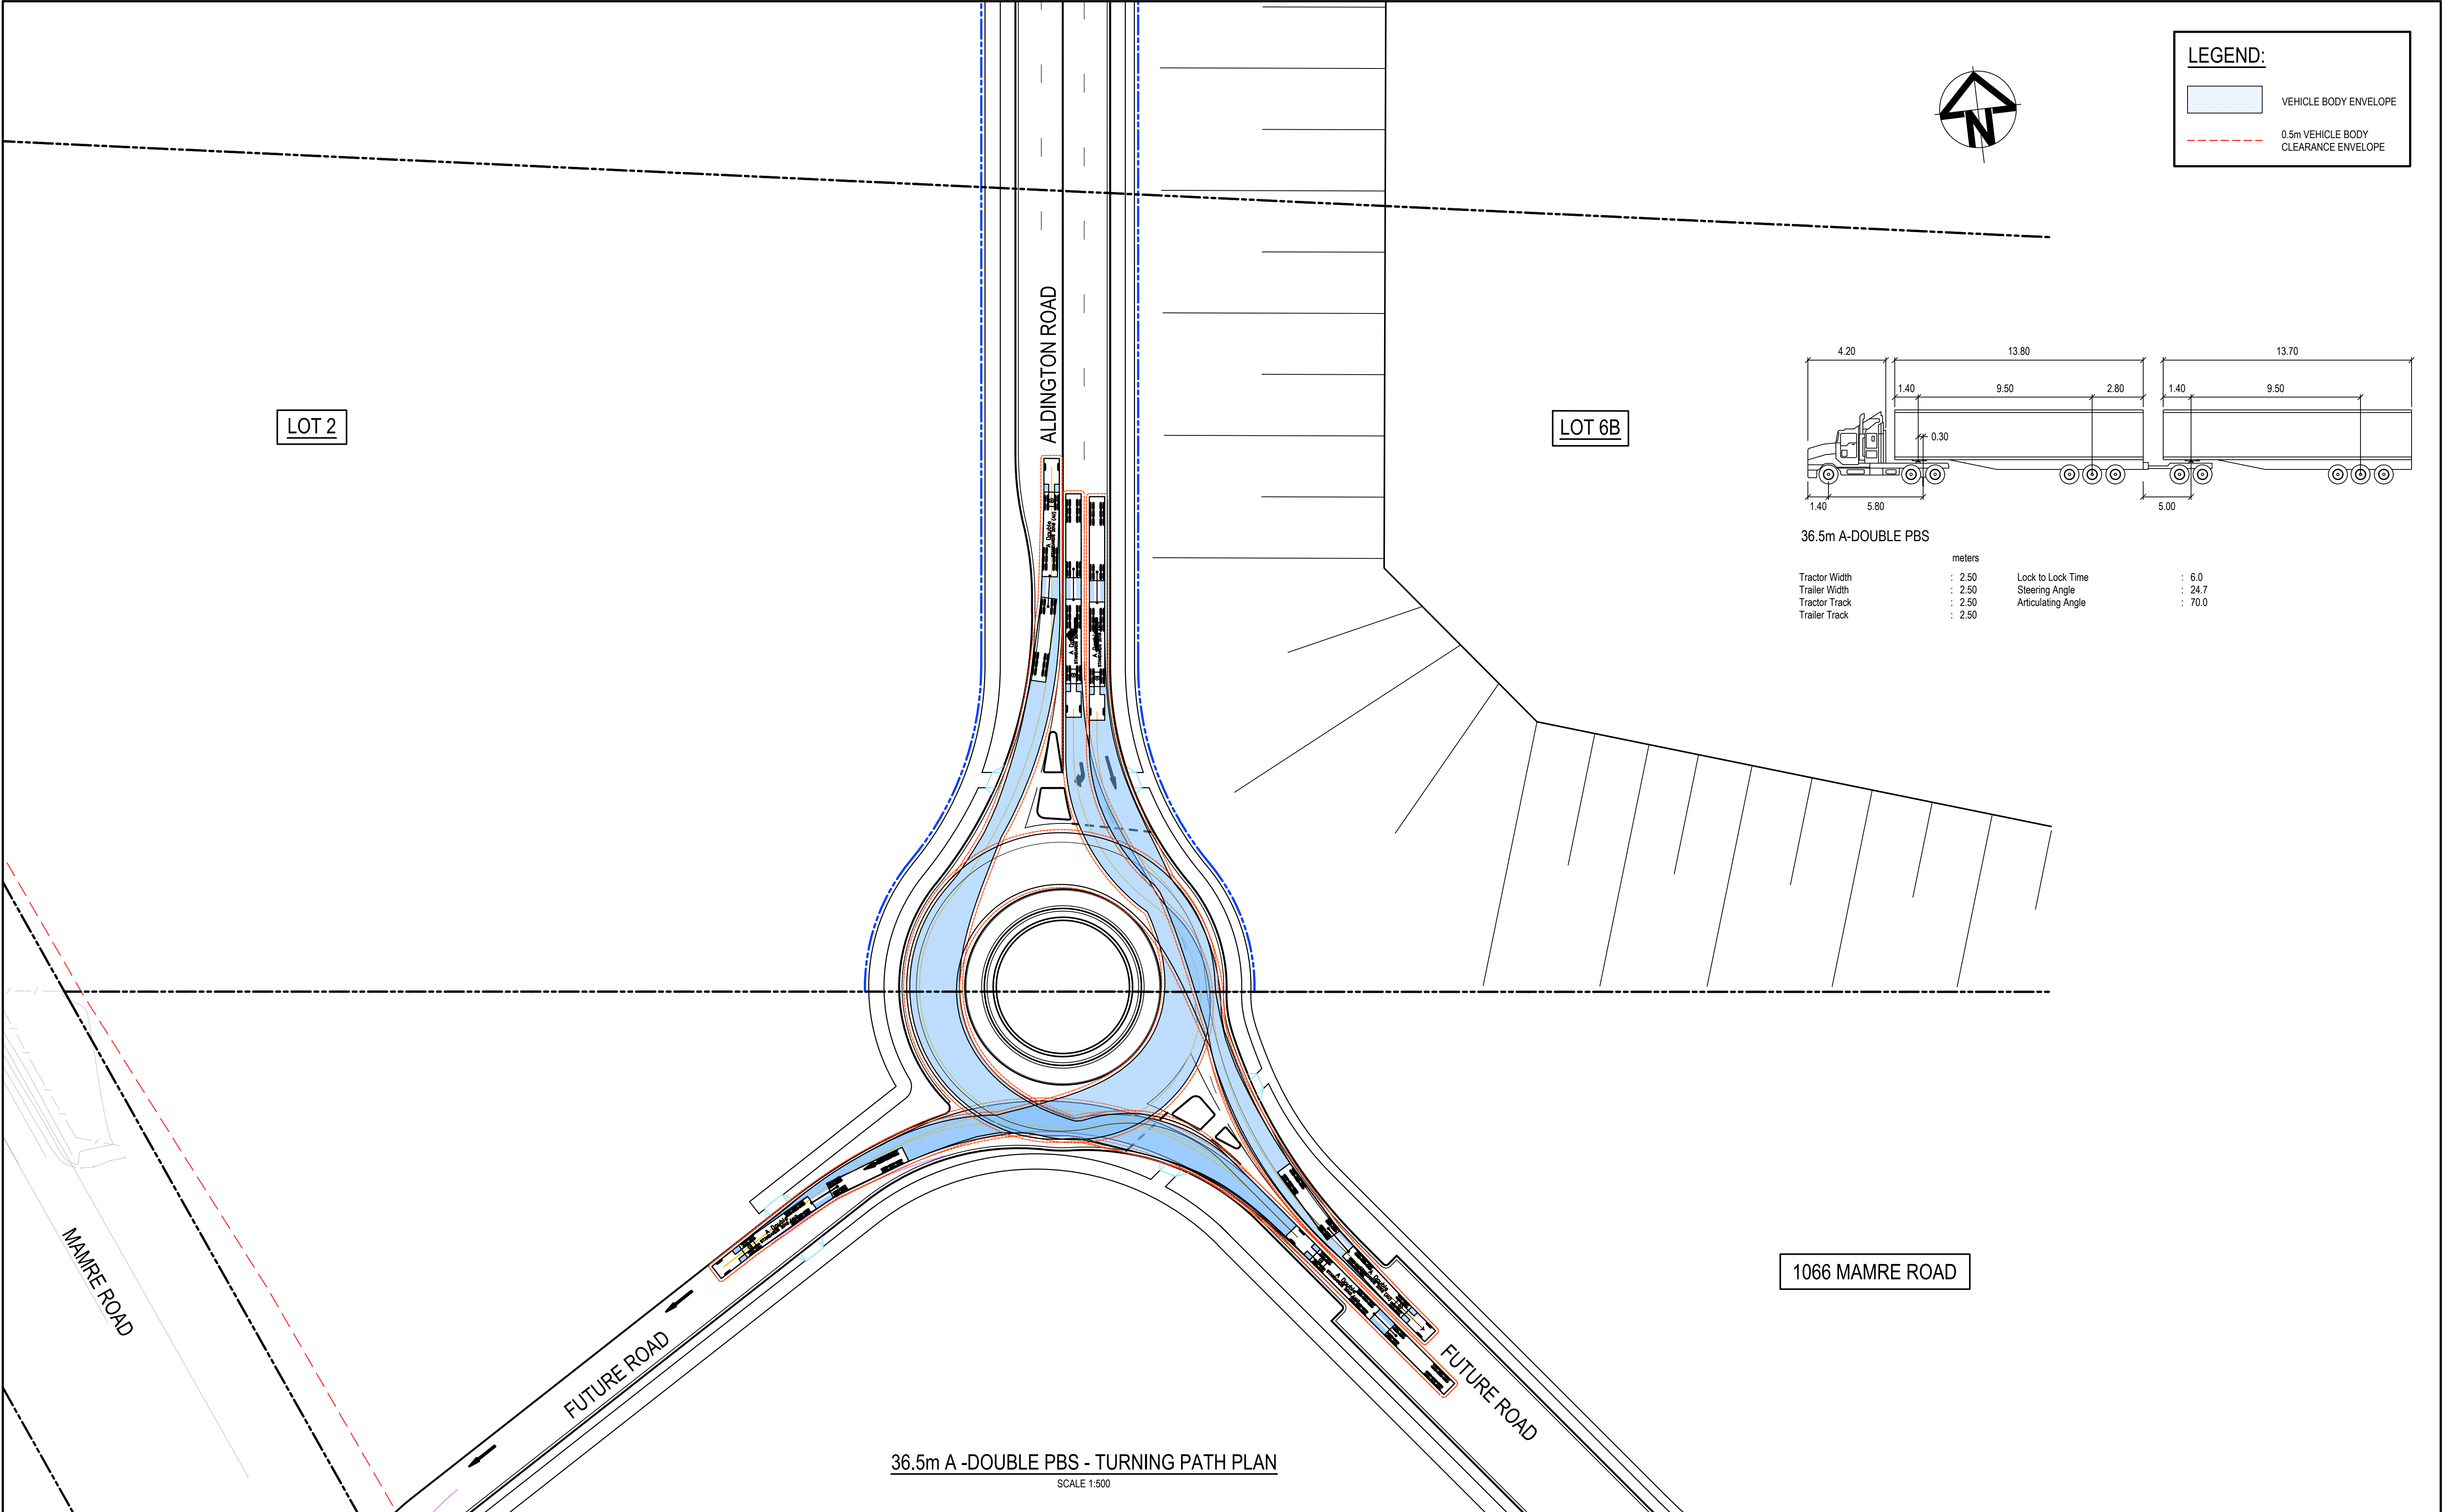 LEGEND:
VEHICLE BODY ENVELOPE
0.5m VEHICLE BODY
CLEARANCE ENVELOPE
N
ALDINGTON ROAD
LOT 2
LOT 6B
4.20
13.80
13.70
1.40
9.50
2.80
1.40
9.50
0.30
1.40
5.80
5.00
36.5m A-DOUBLE PBS
meters
Tractor Width : 2.50 Lock to Lock Time : 6.0
Trailer Width : 2.50 Steering Angle : 24.7
Tractor Track : 2.50 Articulating Angle : 70.0
Trailer Track : 2.50
A Double
A Double
A Double
MAMRE ROAD
1066 MAMRE ROAD
FUTURE ROAD
FUTURE ROAD
36.5m A -DOUBLE PBS - TURNING PATH PLAN
SCALE 1:500